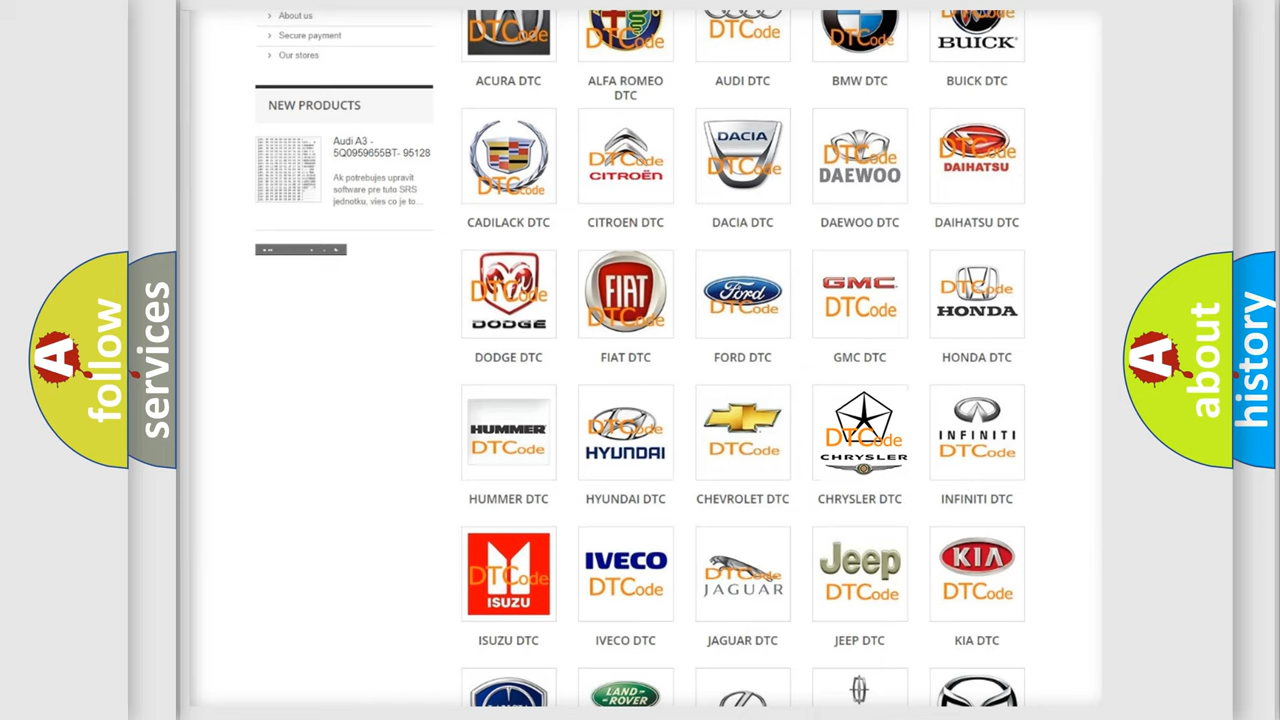 About us
Secure payment
Our stores
NEW PRODUCTS
Audi A3 -
5Q0959655BT- 95128
Ak potrebujes upravit
software pre tuto SRS
jednotku, vies co je to...
follow
services
about
history
A
A
DTCode
DTCode
DTCode
DTCode
BUICK
ACURA DTC
ALFA ROMEO
DTC
AUDI DTC
BMW DTC
BUICK DTC
DTCode
DTCode
CITROËN
DACIA
DTCode
DTCode
DAEWOO
DTCode
DAIHATSU
CADILACK DTC
CITROEN DTC
DACIA DTC
DAEWOO DTC
DAIHATSU DTC
DTCode
DODGE
FIAT
DTCode
Ford
DTCode
GMC
DTCode
DTCode
HONDA
DODGE DTC
FIAT DTC
FORD DTC
GMC DTC
HONDA DTC
HUMMER
DTCode
DTCode
HYUNDAI
DTCode
DTCode
CHRYSLER
INFINITI
DTCode
HUMMER DTC
HYUNDAI DTC
CHEVROLET DTC
CHRYSLER DTC
INFINITI DTC
DTCode
ISUZU
IVECO
DTCode
DTCode
JAGUAR
Jeep
DTCode
KIA
DTCode
ISUZU DTC
IVECO DTC
JAGUAR DTC
JEEP DTC
KIA DTC
LAND-
ROVER